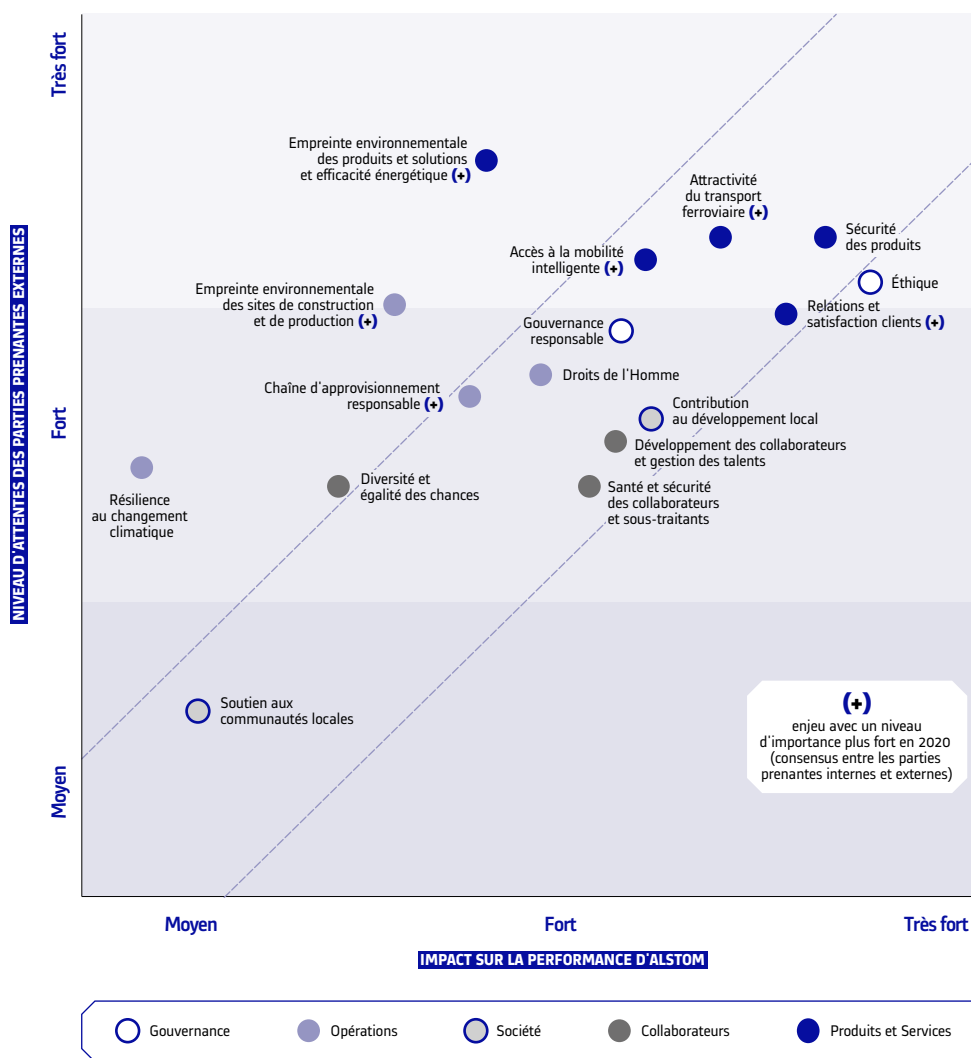 Très fort
Fort
Moyen
NIVEAU D'ATTENTES DES PARTIES PRENANTES EXTERNES
Empreinte environnementale
des produits et solutions
et efficacité énergétique (+)
Attractivité
du transport
ferroviaire (+)
Sécurité
des produits
Accès à la mobilité
intelligente (+)
Éthique
Empreinte environnementale
des sites de construction
et de production (+)
Relations et
satisfaction clients (+)
Gouvernance
responsable
Droits de l'Homme
Chaîne d'approvisionnement
responsable (+)
Contribution
au développement local
Développement des collaborateurs
et gestion des talents
Diversité et
égalité des chances
Santé et sécurité
des collaborateurs
et sous-traitants
Résilience
au changement
climatique
Soutien aux
communautés locales
(+)
enjeu avec un niveau
d'importance plus fort en 2020
(consensus entre les parties
prenantes internes et externes)
Moyen
Fort
Très fort
IMPACT SUR LA PERFORMANCE D'ALSTOM
Gouvernance
Opérations
Société
Collaborateurs
Produits et Services